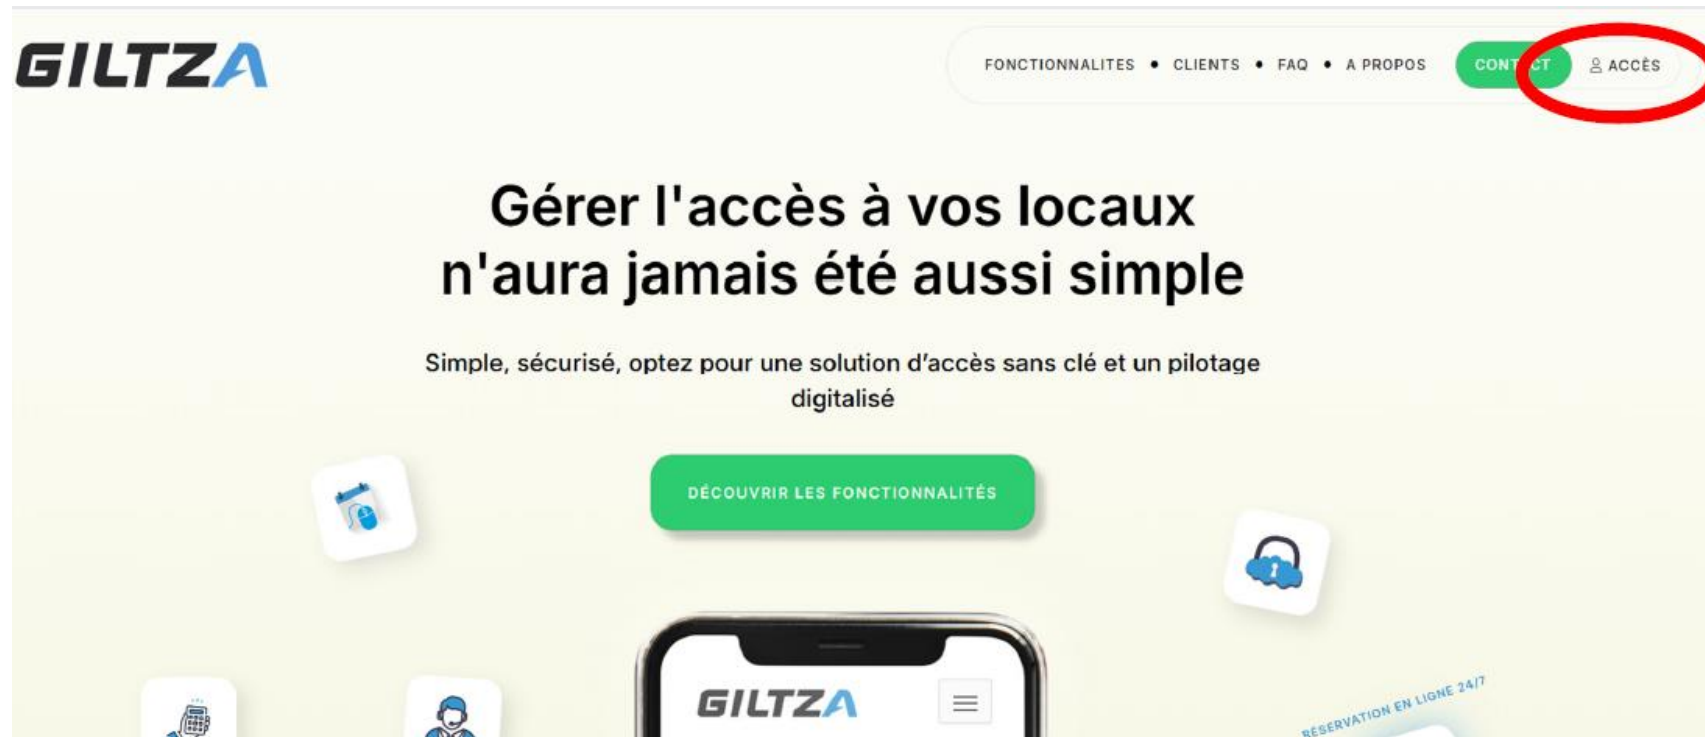 GILTZA
FONCTIONNALITES • CLIENTS • FAQ • A PROPOS CONTACT ACCÈS
Gérer l'accès à vos locaux
n'aura jamais été aussi simple
Simple, sécurisé, optez pour une solution d’accès sans clé et un pilotage
digitalisé
DÉCOUVRIR LES FONCTIONNALITÉS
GILTZA
RÉSERVATION EN LIGNE 24/7